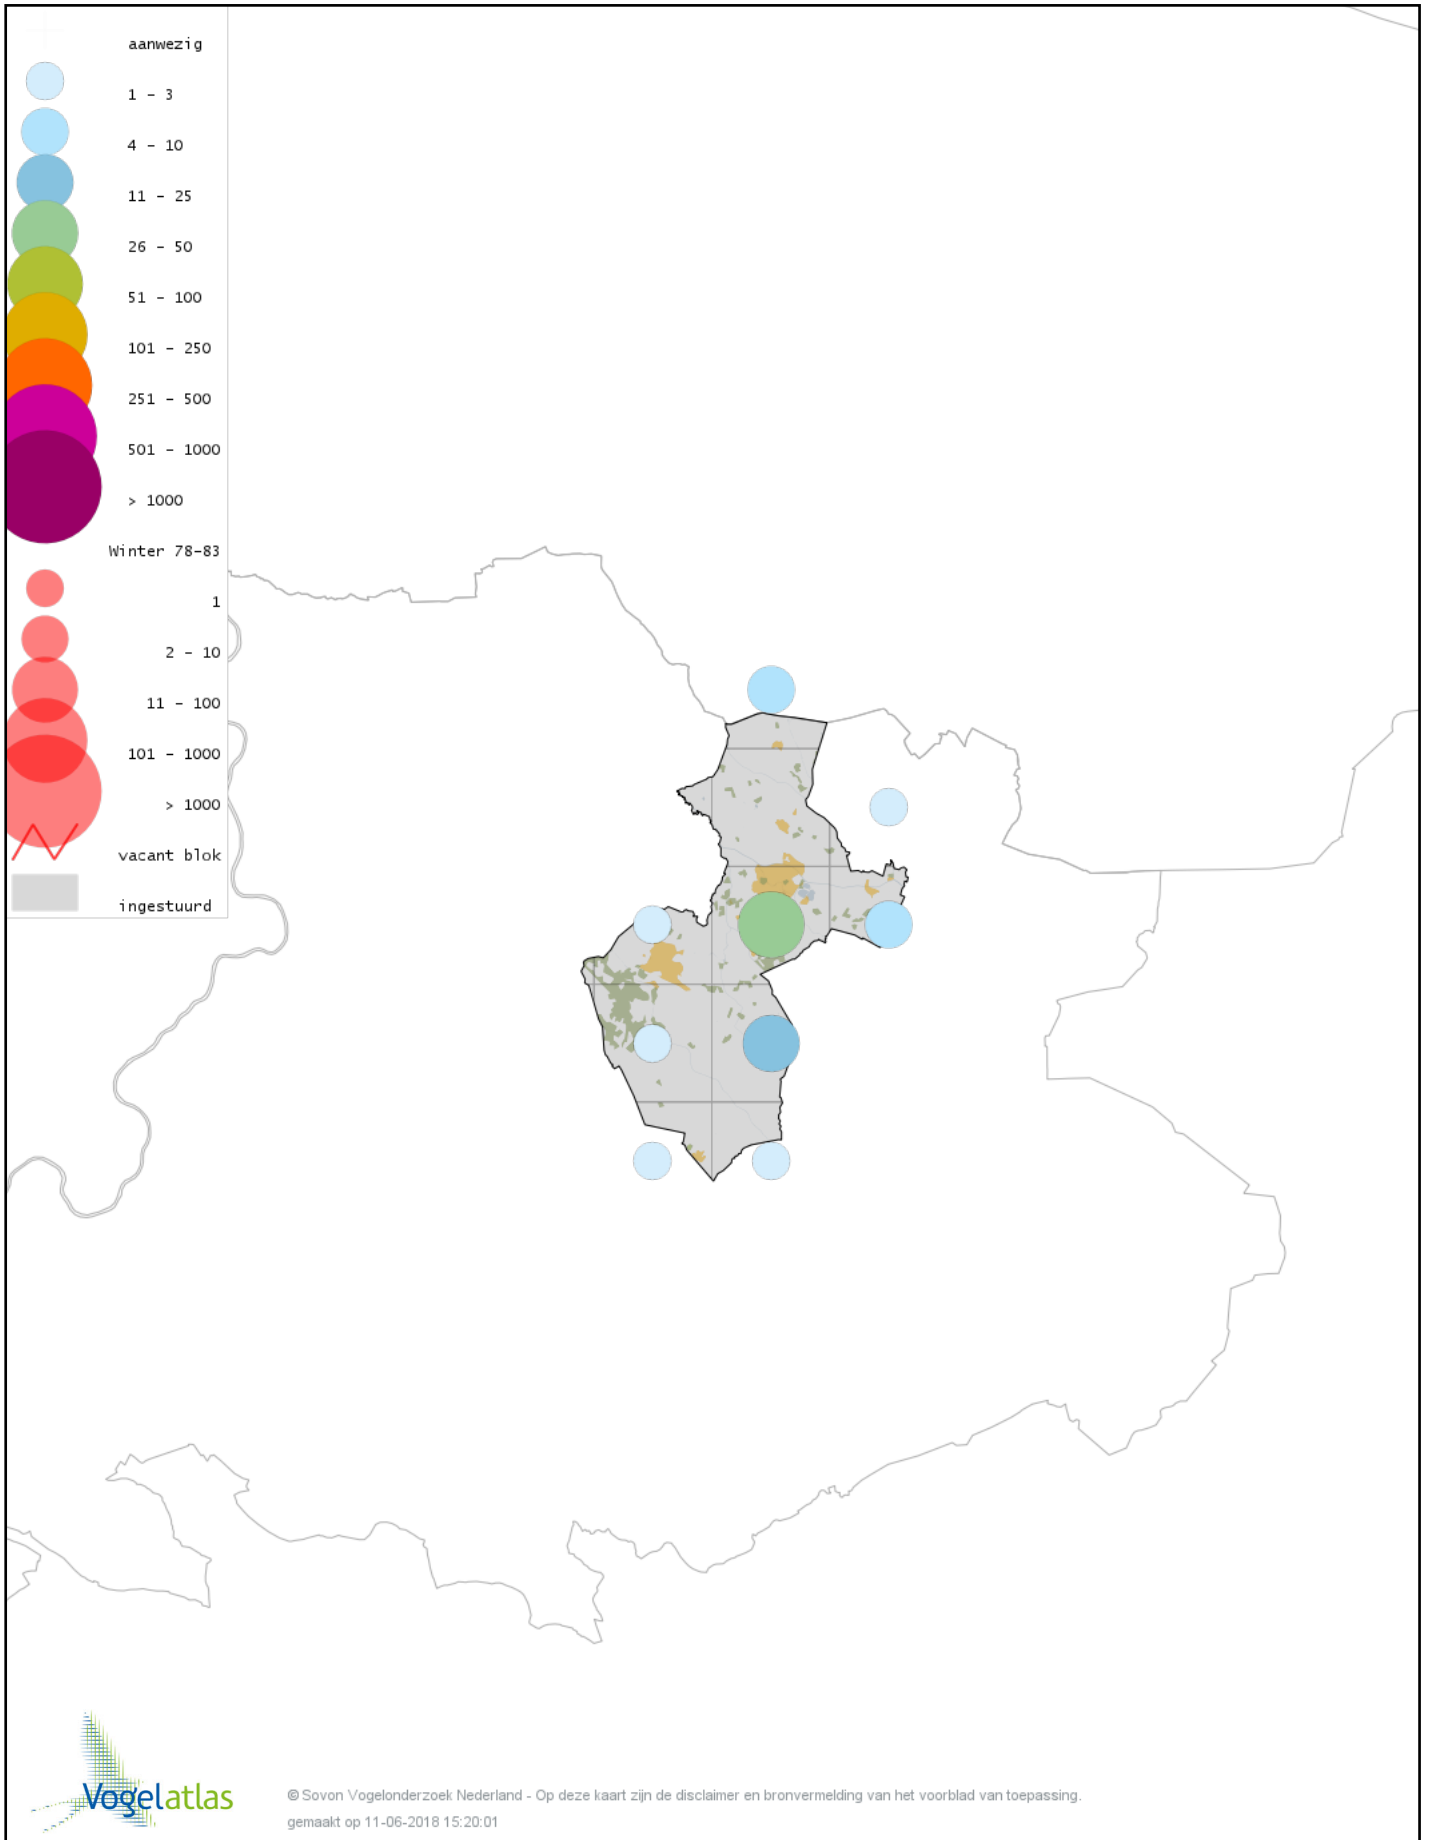 aanwezig
1 - 3
4 - 10
11 - 25
26 - 50
51 - 100
101 - 250
251 - 500
501 - 1000
> 1000
Winter 78-83
1
2 - 10
11 - 100
101 - 1000
> 1000
vacant blok
ingestuurd
Vogelatlas
© Sovon Vogelonderzoek Nederland - Op deze kaart zijn de disclaimer en bronvermelding van het voorblad van toepassing.
gemaakt op 11-06-2018 15:20:01